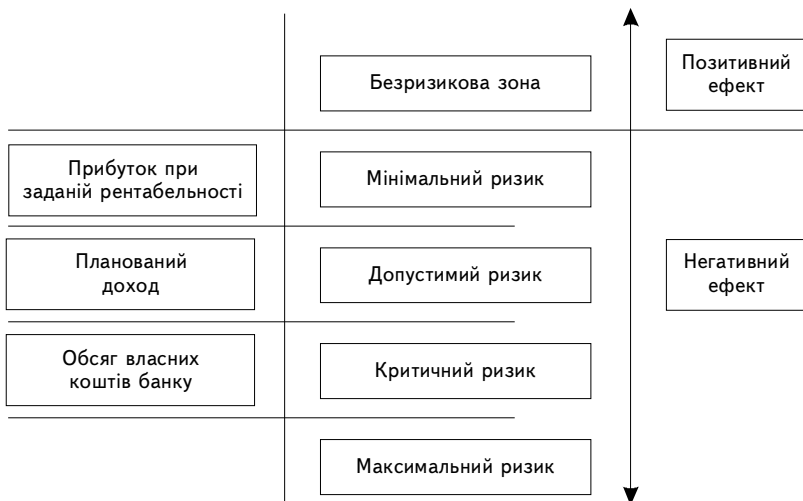 Безризикова зона
Позитивний
ефект
Прибуток при
заданій рентабельності
Мінімальний ризик
Планований
доход
Допустимий ризик
Негативний
ефект
Обсяг власних
коштів банку
Критичний ризик
Максимальний ризик